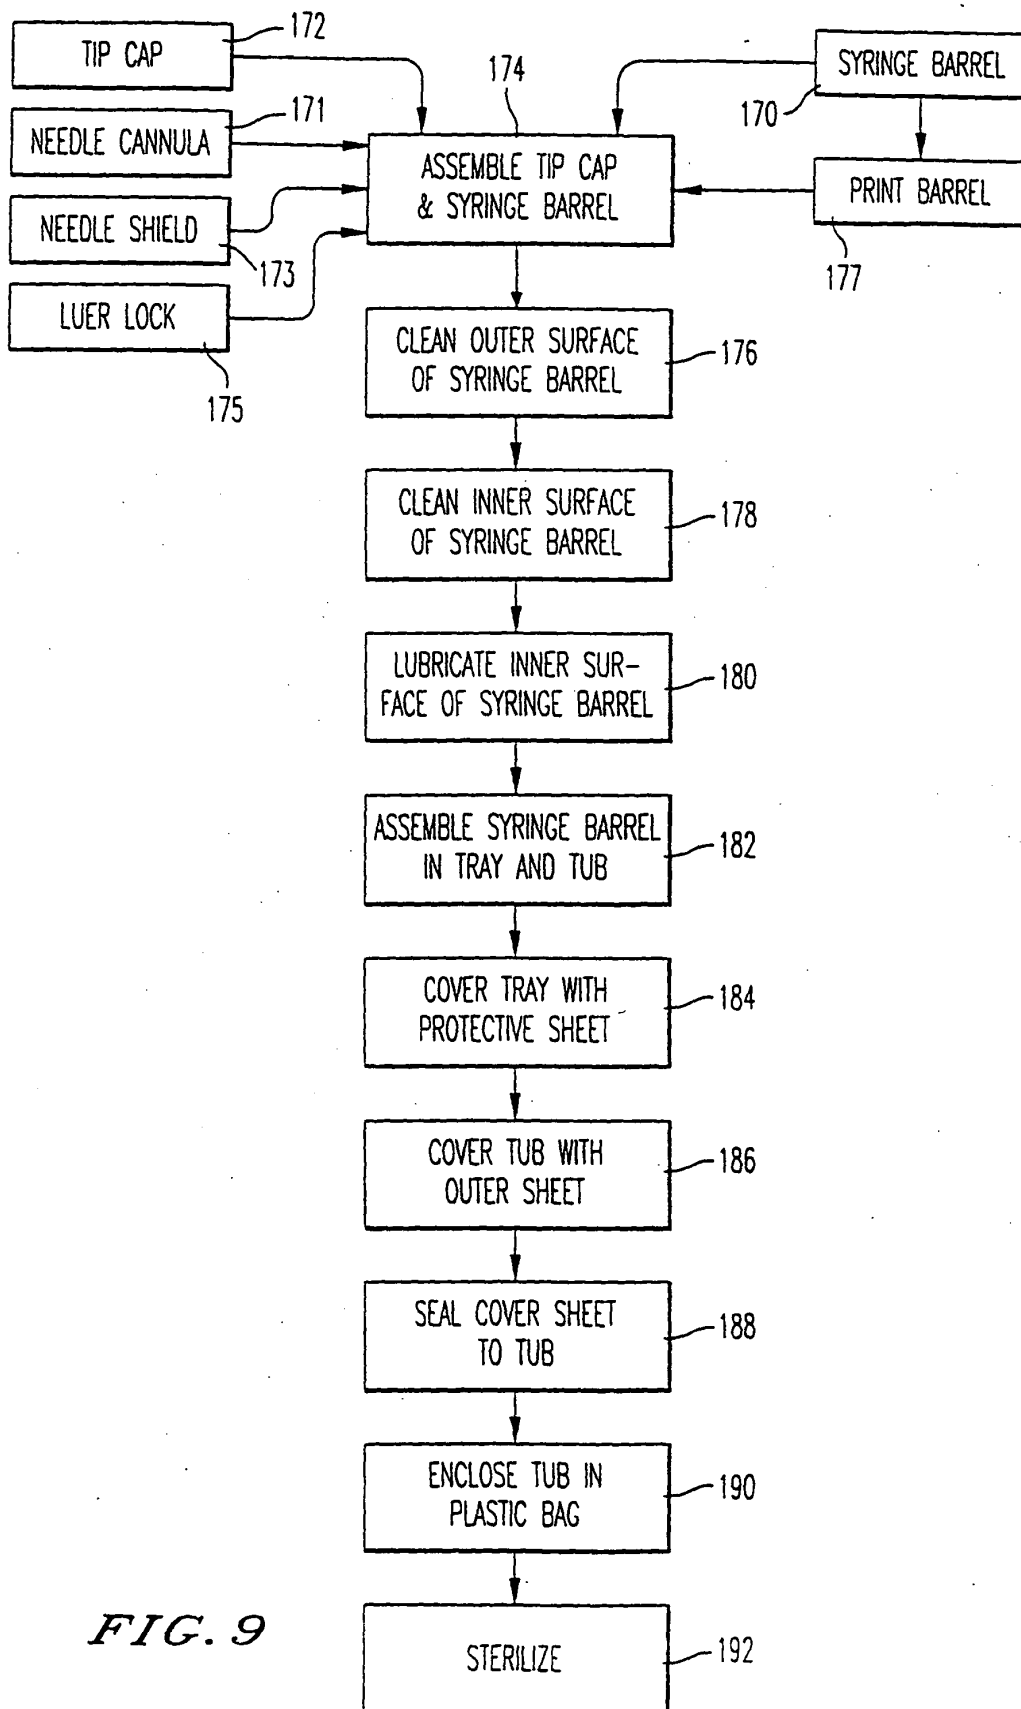 172
TIP CAP
174
SYRINGE BARREL
170
171
NEEDLE CANNULA
ASSEMBLE TIP CAP
& SYRINGE BARREL
PRINT BARREL
177
NEEDLE SHIELD
173
LUER LOCK
175
CLEAN OUTER SURFACE
OF SYRINGE BARREL
176
CLEAN INNER SURFACE
OF SYRINGE BARREL
178
LUBRICATE INNER SUR-
FACE OF SYRINGE BARREL
180
ASSEMBLE SYRINGE BARREL
IN TRAY AND TUB
182
COVER TRAY WITH
PROTECTIVE SHEET
184
COVER TUB WITH
OUTER SHEET
186
SEAL COVER SHEET
TO TUB
188
ENCLOSE TUB IN
PLASTIC BAG
190
STERILIZE
192
FIG. 9